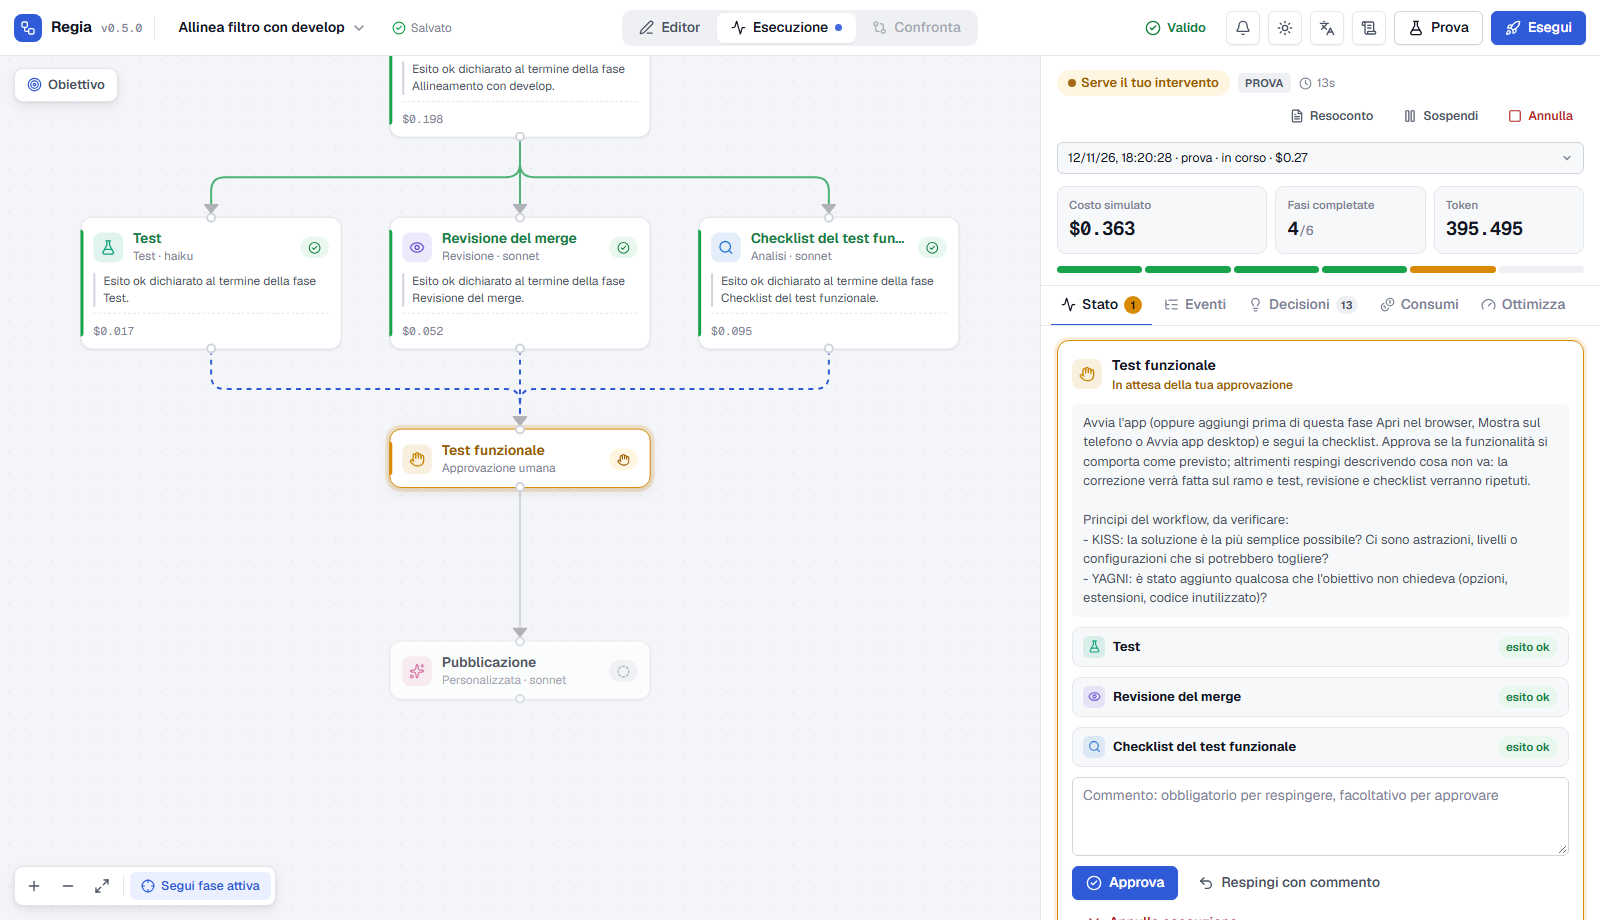 Regia v0.5.0
Allinea filtro con develop
Salvato
Editor
Esecuzione
Confronta
Valido
Prova
Esegui
Obiettivo
Esito ok dichiarato al termine della fase
Allineamento con develop.
$0.198
Test
Test · haiku
Esito ok dichiarato al termine della fase
Test.
$0.017
Revisione del merge
Revisione · sonnet
Esito ok dichiarato al termine della fase
Revisione del merge.
$0.052
Checklist del test fun...
Analisi · sonnet
Esito ok dichiarato al termine della fase
Checklist del test funzionale.
$0.095
Test funzionale
Approvazione umana
Pubblicazione
Personalizzata · sonnet
Segui fase attiva
Serve il tuo intervento
PROVA
13s
Resoconto
Sospendi
Annulla
12/11/26, 18:20:28 · prova · in corso · $0.27
Costo simulato
$0.363
Fasi completate
4/6
Token
395.495
Stato 1
Eventi
Decisioni 13
Consumi
Ottimizza
Test funzionale
In attesa della tua approvazione
Avvia l'app (oppure aggiungi prima di questa fase Apri nel browser, Mostra sul
telefono o Avvia app desktop) e segui la checklist. Approva se la funzionalità si
comporta come previsto; altrimenti respingi descrivendo cosa non va: la
correzione verrà fatta sul ramo e test, revisione e checklist verranno ripetuti.
Principi del workflow, da verificare:
- KISS: la soluzione è la più semplice possibile? Ci sono astrazioni, livelli o
configurazioni che si potrebbero togliere?
- YAGNI: è stato aggiunto qualcosa che l'obiettivo non chiedeva (opzioni,
estensioni, codice inutilizzato)?
Test
esito ok
Revisione del merge
esito ok
Checklist del test funzionale
esito ok
Commento: obbligatorio per respingere, facoltativo per approvare
Approva
Respingi con commento